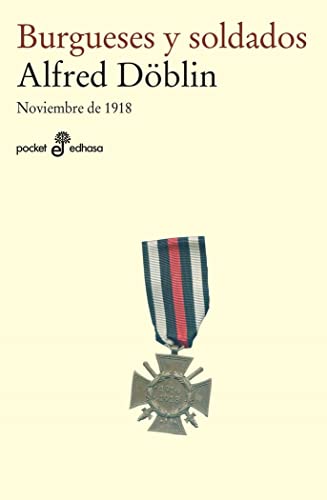 Burgueses y soldados
Alfred Döblin
Noviembre de 1918
pocket edhasa